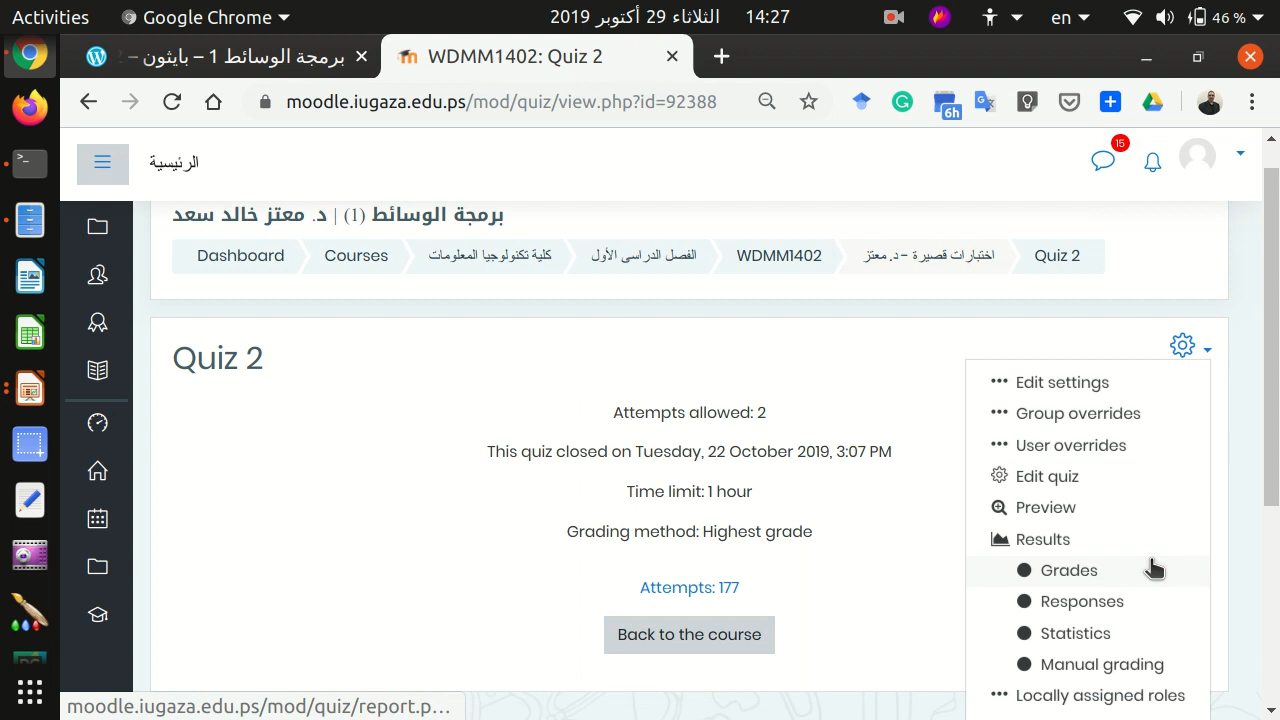 Activities Google Chrome الثلاثاء 29 أكتوبر 2019 14:27 en 46 %
برمجة الوسائط 1 – بايثون – WDMM1402: Quiz 2
moodle.iugaza.edu.ps/mod/quiz/view.php?id=92388 6h
الرئيسية 15
برمجة الوسائط (1) | د. معتز خالد سعد
Dashboard Courses كلية تكنولوجيا المعلومات الفصل الدراسي الأول WDMM1402 اختبارات قصيرة - د. معتز Quiz 2
Quiz 2
Attempts allowed: 2
This quiz closed on Tuesday, 22 October 2019, 3:07 PM
Time limit: 1 hour
Grading method: Highest grade
Attempts: 177
Back to the course
Edit settings
Group overrides
User overrides
Edit quiz
Preview
Results
Grades
Responses
Statistics
Manual grading
Locally assigned roles
moodle.iugaza.edu.ps/mod/quiz/report.p...